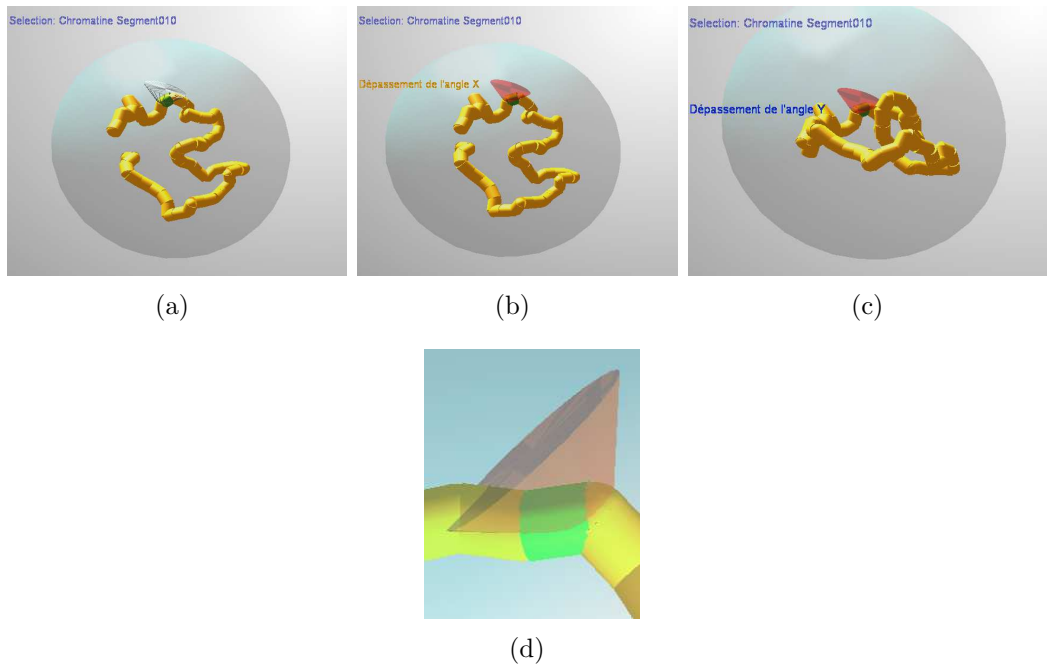 Selection: Chromatine Segment010
Selection: Chromatine Segment010
Selection: Chromatine Segment010
Dépassement de l'angle X
Dépassement de l'angle Y
(a)
(b)
(c)
(d)